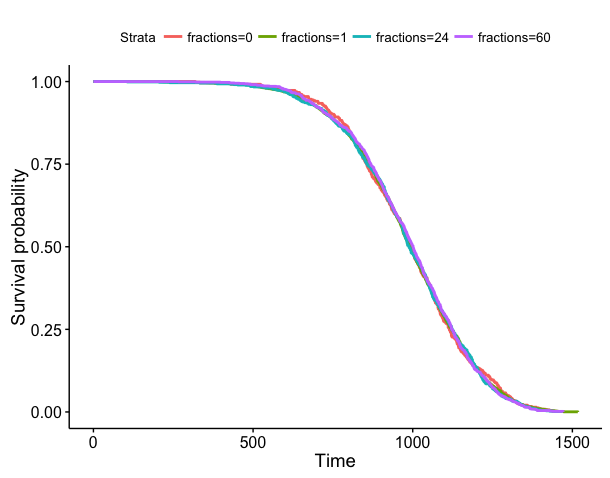 Strata fractions=0 fractions=1 fractions=24 fractions=60
Survival probability
1.00
0.75
0.50
0.25
0.00
0 500 1000 1500
Time